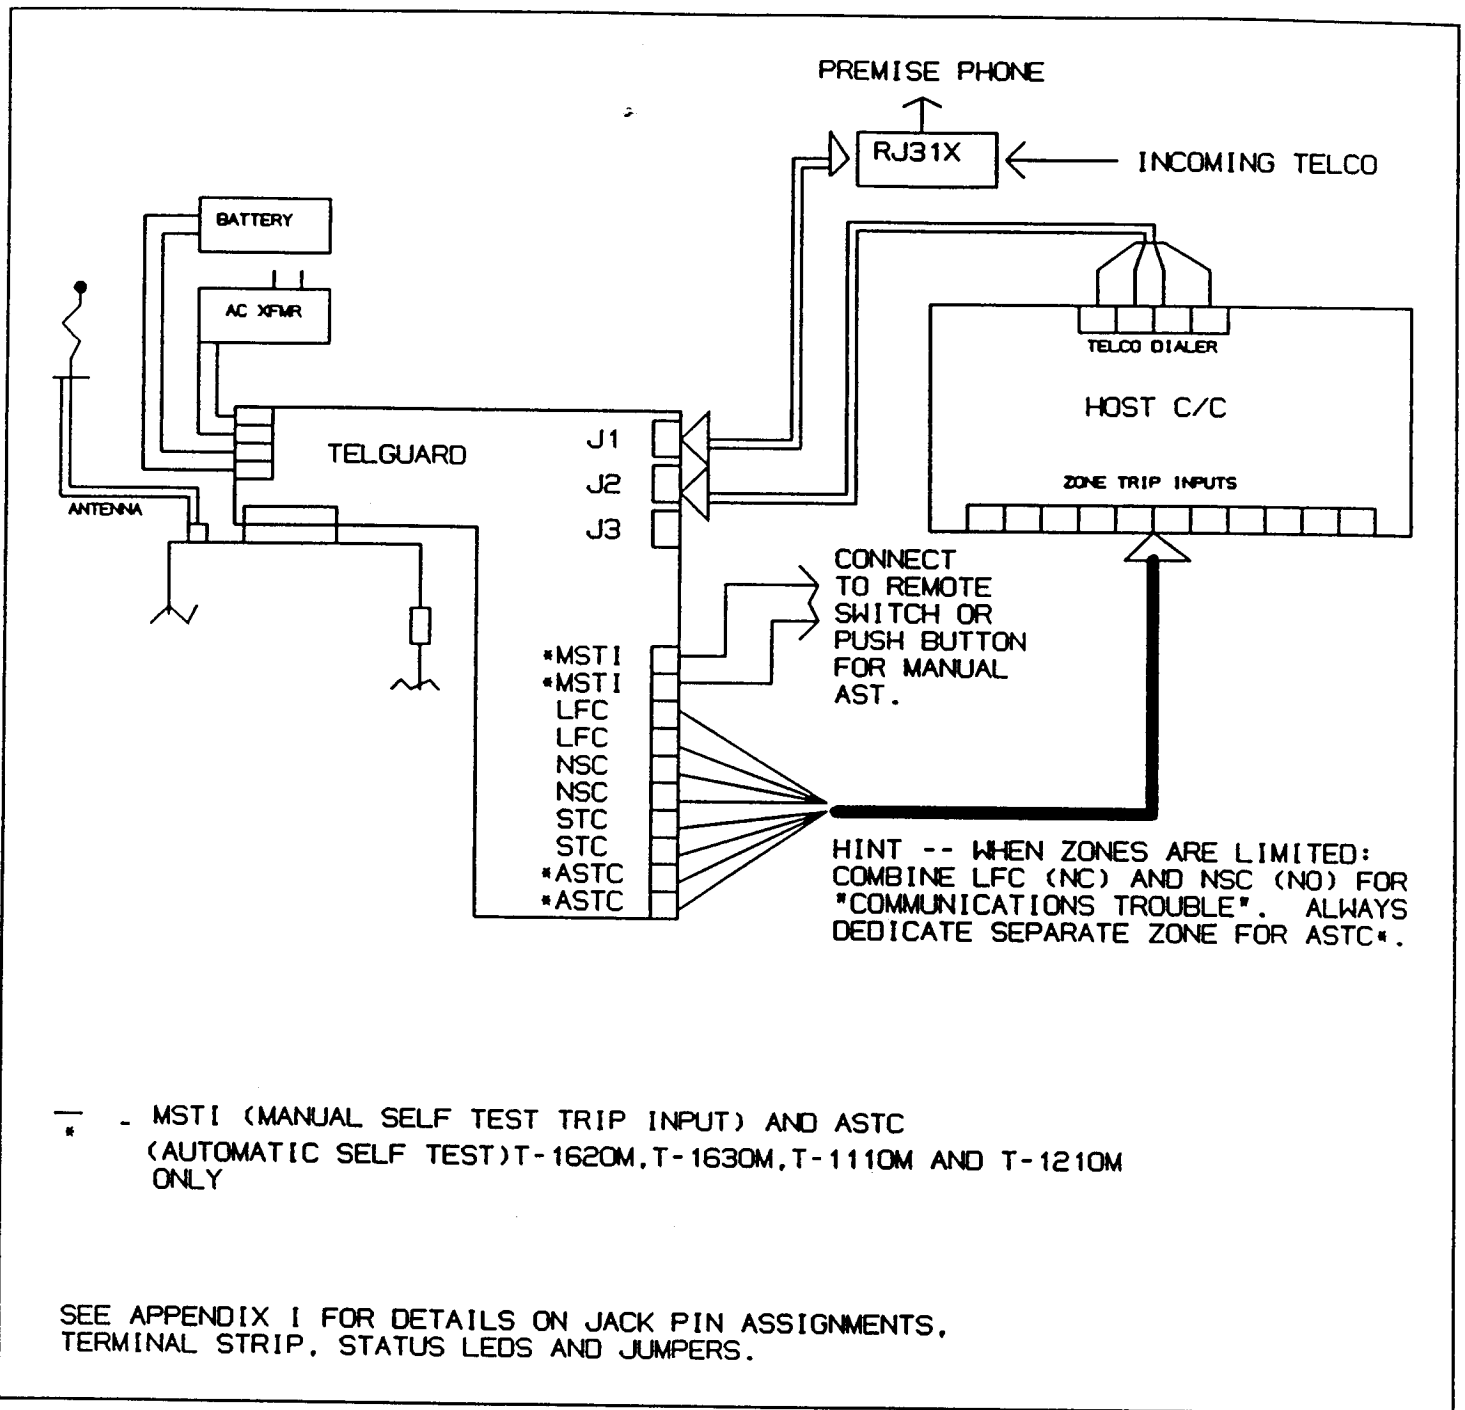 PREMISE PHONE
RJ31X
INCOMING TELCO
BATTERY
AC XFMR
TELCO DIALER
HOST C/C
ZONE TRIP INPUTS
TELGUARD
J1
J2
J3
ANTENNA
CONNECT
TO REMOTE
SWITCH OR
PUSH BUTTON
FOR MANUAL
AST.
*MSTI
*MSTI
LFC
LFC
NSC
NSC
STC
STC
*ASTC
*ASTC
HINT -- WHEN ZONES ARE LIMITED:
COMBINE LFC (NC) AND NSC (NO) FOR
"COMMUNICATIONS TROUBLE". ALWAYS
DEDICATE SEPARATE ZONE FOR ASTC*.
* - MSTI (MANUAL SELF TEST TRIP INPUT) AND ASTC
(AUTOMATIC SELF TEST)T-1620M,T-1630M,T-1110M AND T-1210M
ONLY
SEE APPENDIX I FOR DETAILS ON JACK PIN ASSIGNMENTS,
TERMINAL STRIP, STATUS LEDS AND JUMPERS.